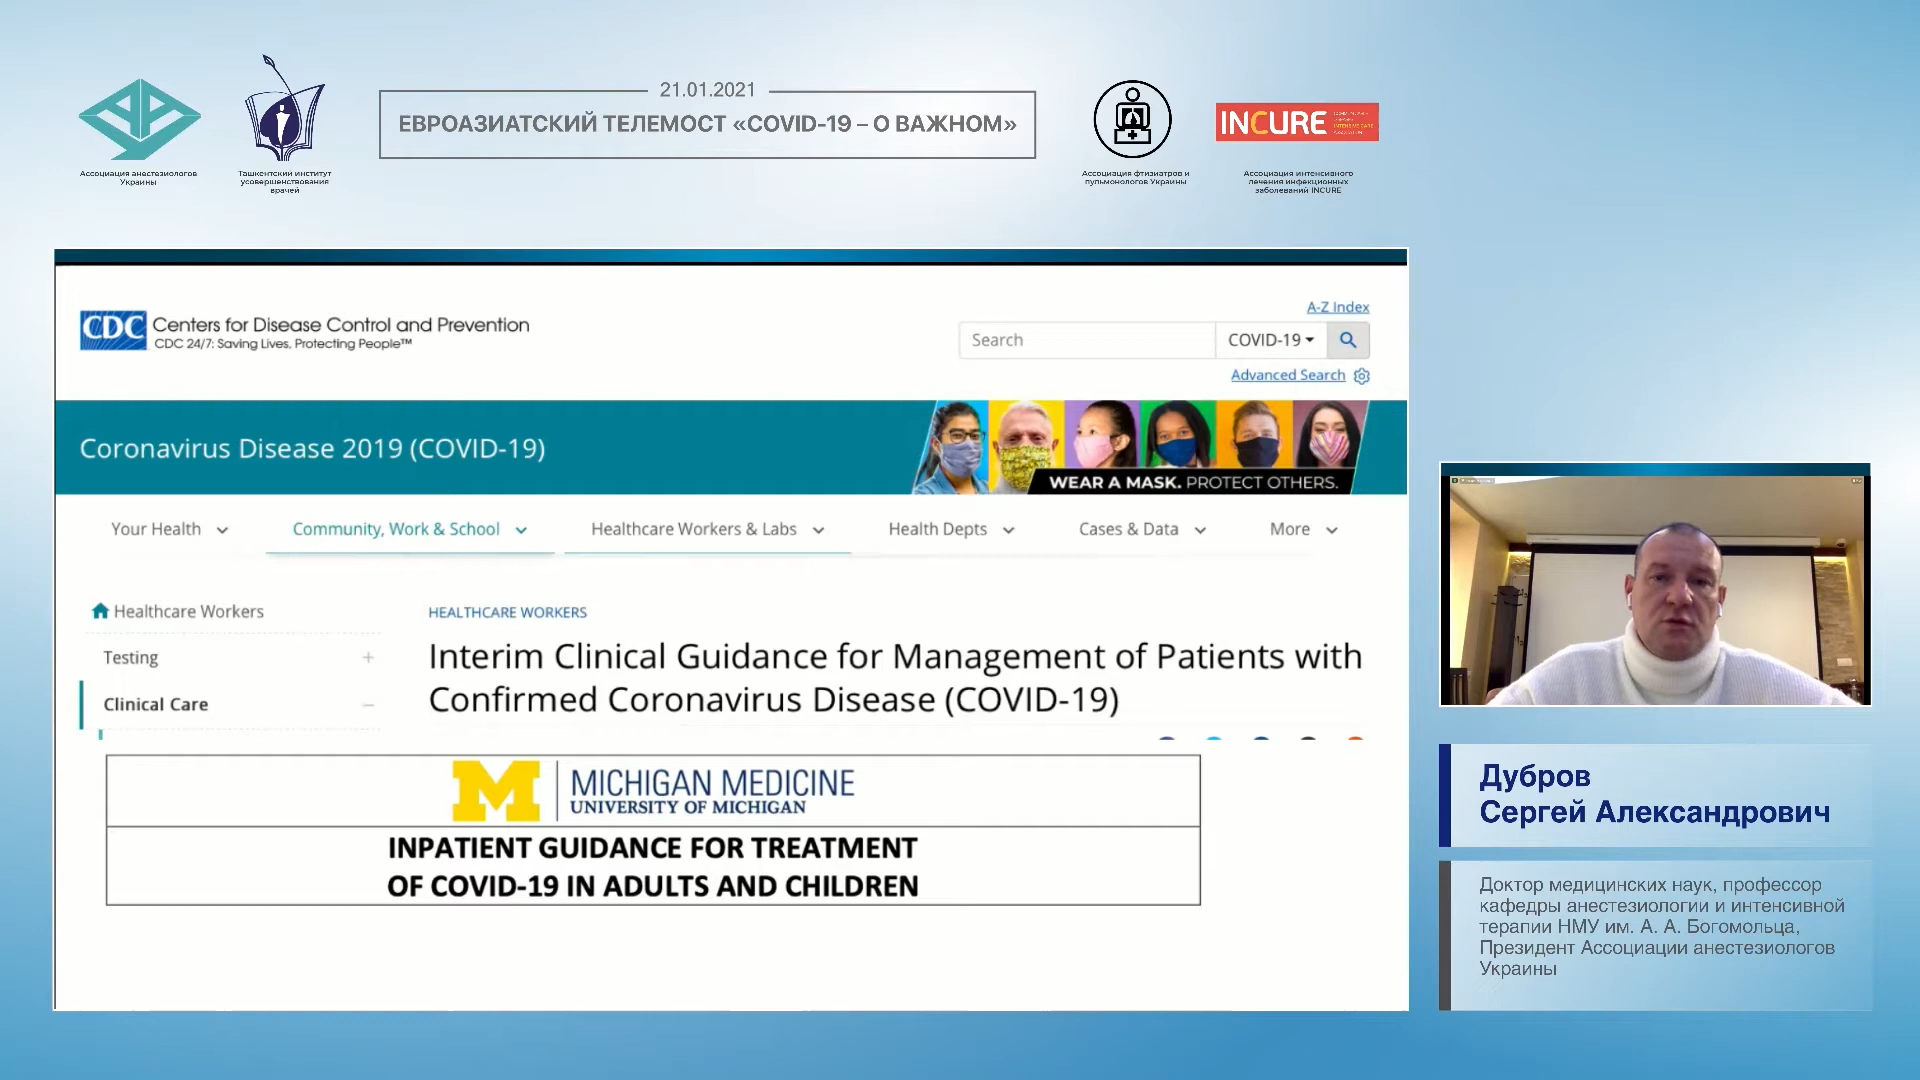 21.01.2021
ЕВРОАЗИАТСКИЙ ТЕЛЕМОСТ «COVID-19 – О ВАЖНОМ»
Ассоциация анестезиологов
Украины
Ташкентский институт
усовершенствования
врачей
Ассоциация фтизиатров и
пульмонологов Украины
INCURE
Ассоциация интенсивного
лечения инфекционных
заболеваний INCURE
CDC
Centers for Disease Control and Prevention
CDC 24/7: Saving Lives, Protecting People™
A-Z Index
Search
COVID-19
Advanced Search
Coronavirus Disease 2019 (COVID-19)
WEAR A MASK. PROTECT OTHERS.
Your Health
Community, Work & School
Healthcare Workers & Labs
Health Depts
Cases & Data
More
Healthcare Workers
Testing
Clinical Care
HEALTHCARE WORKERS
Interim Clinical Guidance for Management of Patients with
Confirmed Coronavirus Disease (COVID-19)
M
MICHIGAN MEDICINE
UNIVERSITY OF MICHIGAN
INPATIENT GUIDANCE FOR TREATMENT
OF COVID-19 IN ADULTS AND CHILDREN
Дубров
Сергей Александрович
Доктор медицинских наук, профессор
кафедры анестезиологии и интенсивной
терапии НМУ им. А. А. Богомольца,
Президент Ассоциации анестезиологов
Украины